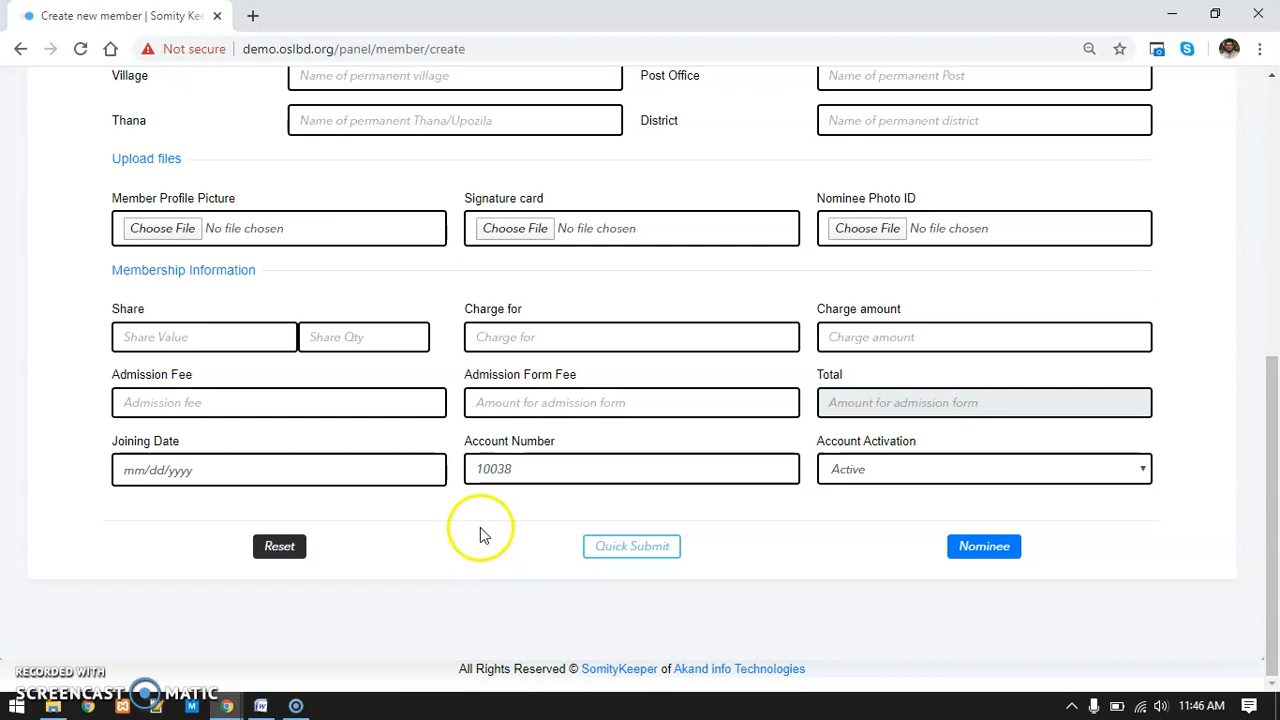 Create new member | Somity Kee
Not secure
demo.oslbd.org/panel/member/create
Village
Name of permanent village
Post Office
Name of permanent Post
Thana
Name of permanent Thana/Upozila
District
Name of permanent district
Upload files
Member Profile Picture
Signature card
Nominee Photo ID
Choose File No file chosen
Choose File No file chosen
Choose File No file chosen
Membership Information
Share
Charge for
Charge amount
Share Value
Share Qty
Charge for
Charge amount
Admission Fee
Admission Form Fee
Total
Admission fee
Amount for admission form
Amount for admission form
Joining Date
Account Number
Account Activation
mm/dd/yyyy
10038
Active
Reset
Quick Submit
Nominee
All Rights Reserved © SomityKeeper of Akand info Technologies
RECORDED WITH
SCREENCAST MATIC
11:46 AM